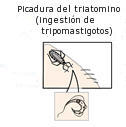 Picadura del triatomino
(ingestión de
tripomastigotos)